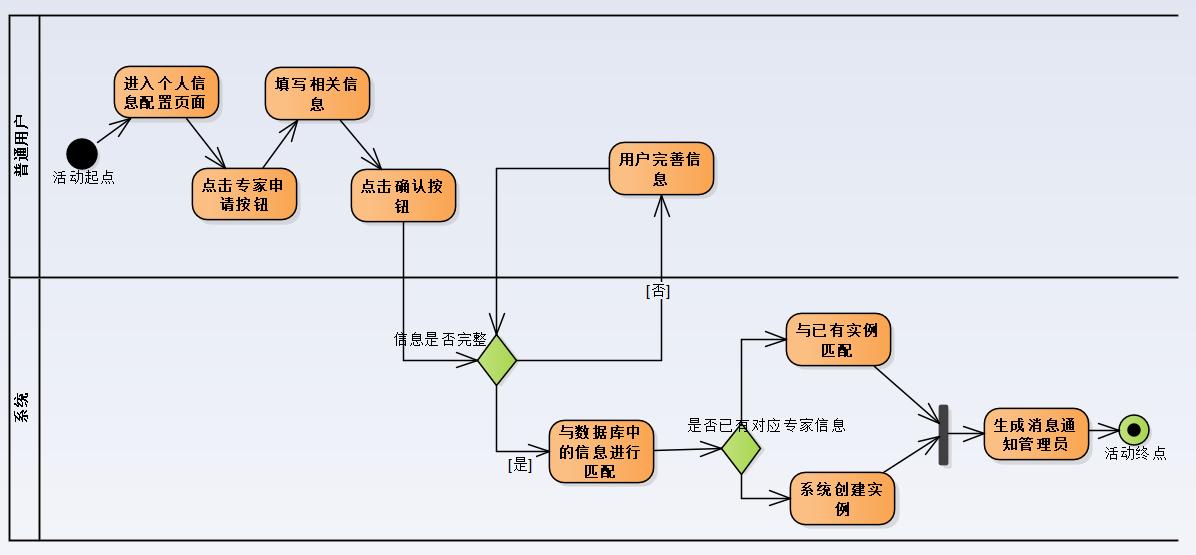 普通用户
活动起点
进入个人信
息配置页面
点击专家申
请按钮
填写相关信
息
点击确认按
钮
用户完善信
息
[否]
系统
信息是否完整
[是]
与数据库中
的信息进行
匹配
是否已有对应专家信息
与已有实例
匹配
系统创建实
例
生成消息通
知管理员
活动终点